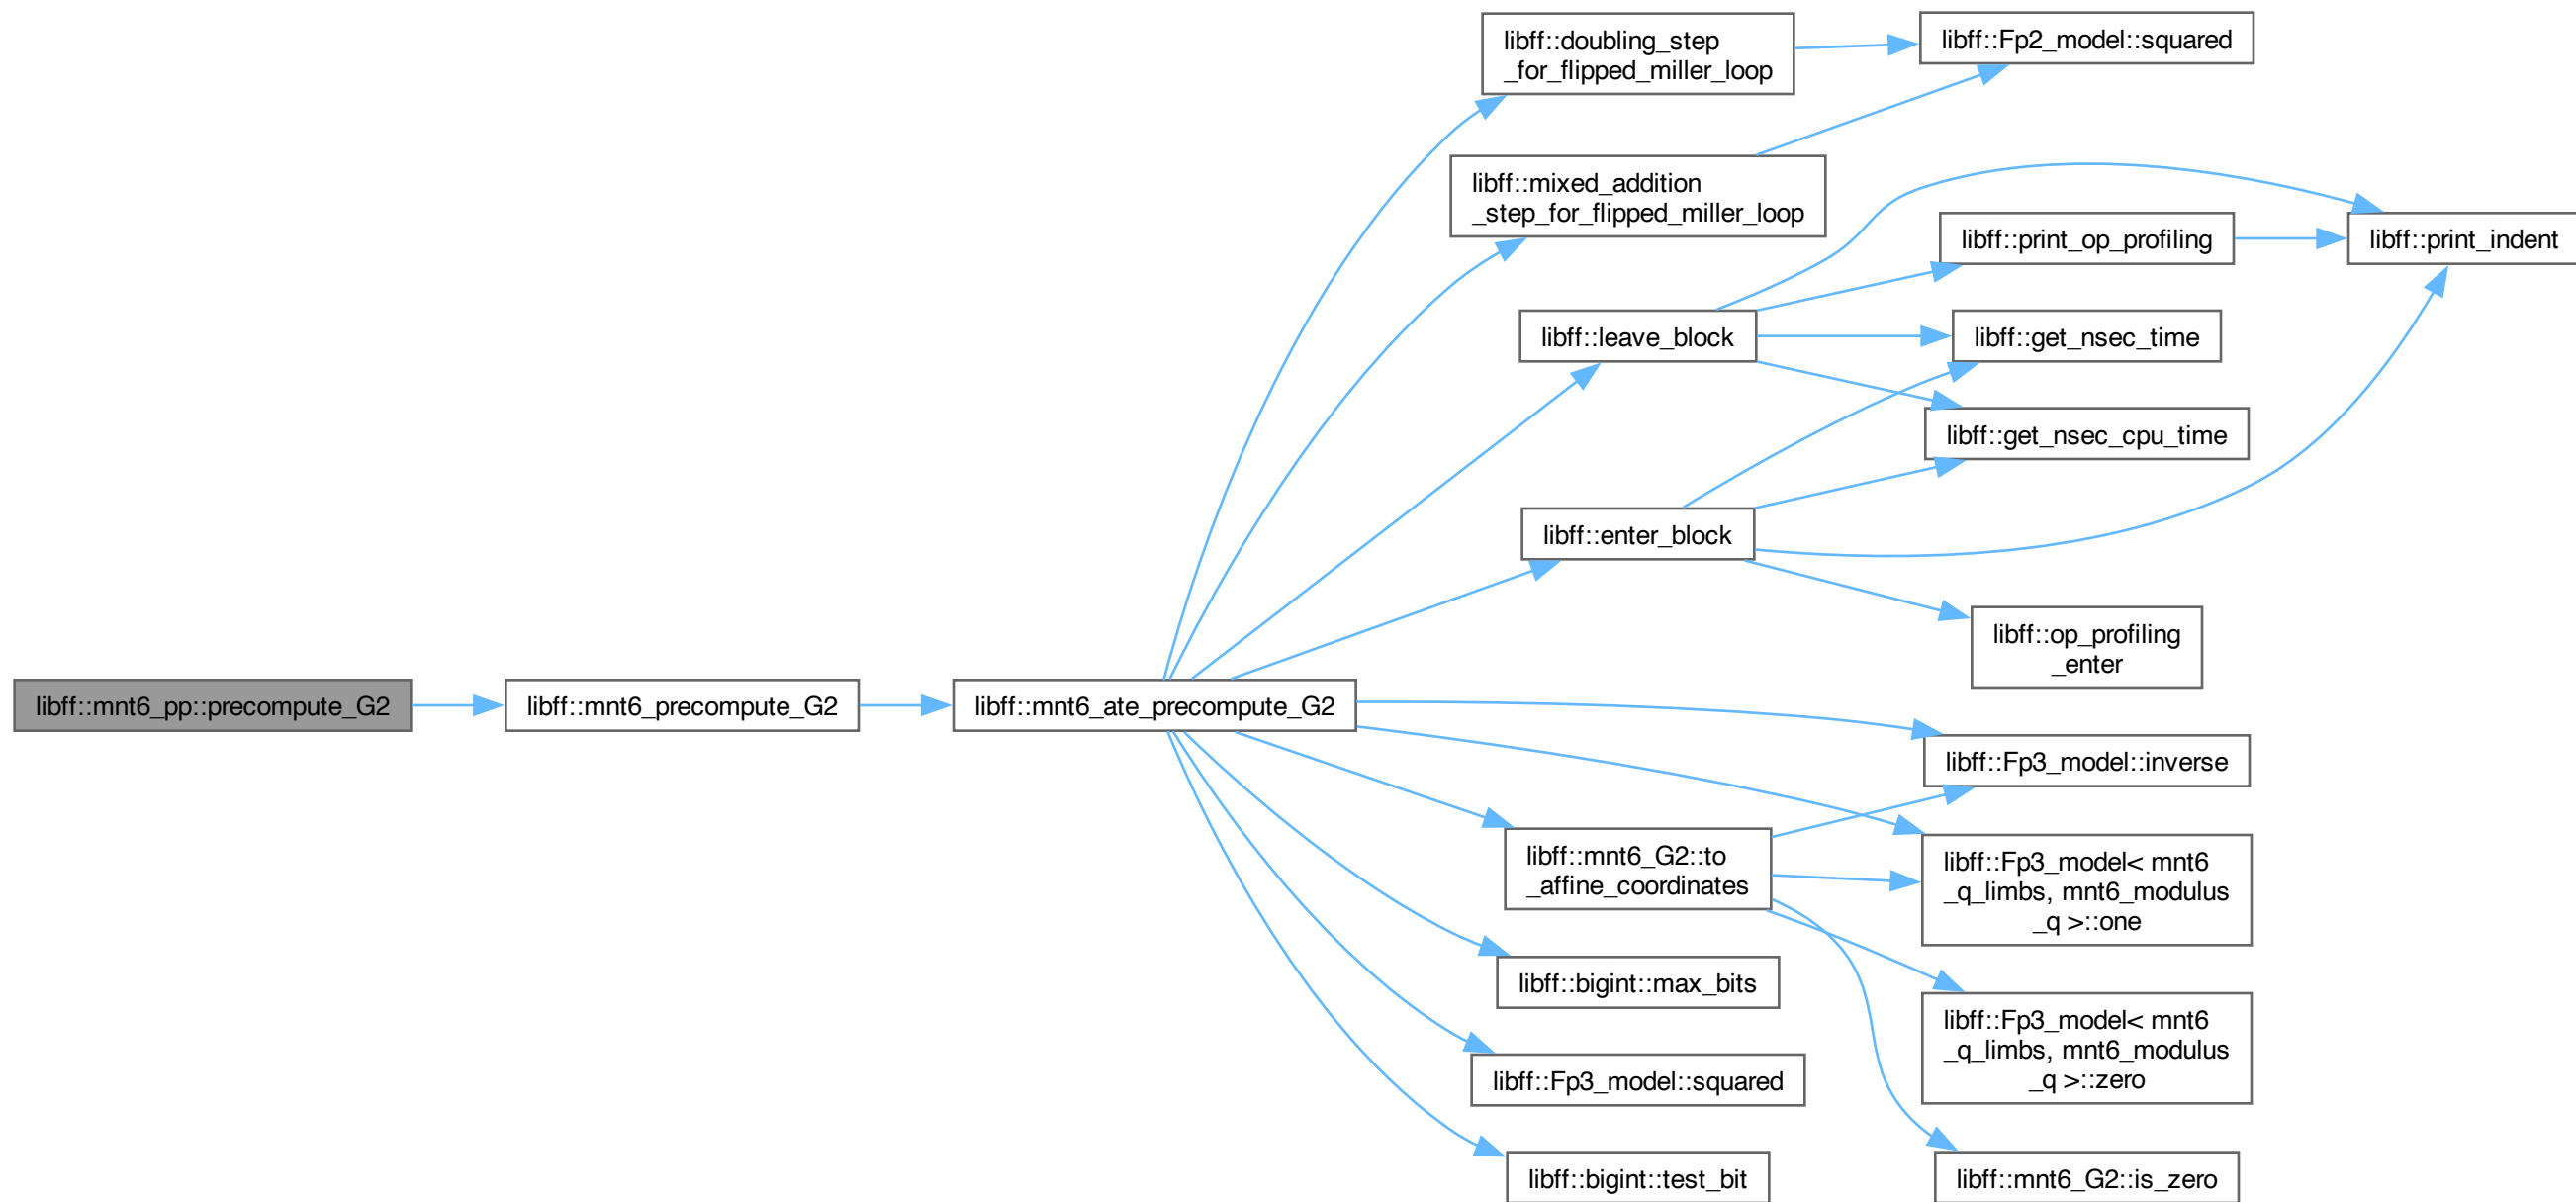 libff::doubling_step
_for_flipped_miller_loop
libff::Fp2_model::squared
libff::mixed_addition
_step_for_flipped_miller_loop
libff::print_op_profiling
libff::print_indent
libff::leave_block
libff::get_nsec_time
libff::get_nsec_cpu_time
libff::enter_block
libff::op_profiling
_enter
libff::mnt6_pp::precompute_G2
libff::mnt6_precompute_G2
libff::mnt6_ate_precompute_G2
libff::Fp3_model::inverse
libff::mnt6_G2::to
_affine_coordinates
libff::Fp3_model< mnt6
_q_limbs, mnt6_modulus
_q >::one
libff::bigint::max_bits
libff::Fp3_model< mnt6
_q_limbs, mnt6_modulus
_q >::zero
libff::Fp3_model::squared
libff::bigint::test_bit
libff::mnt6_G2::is_zero